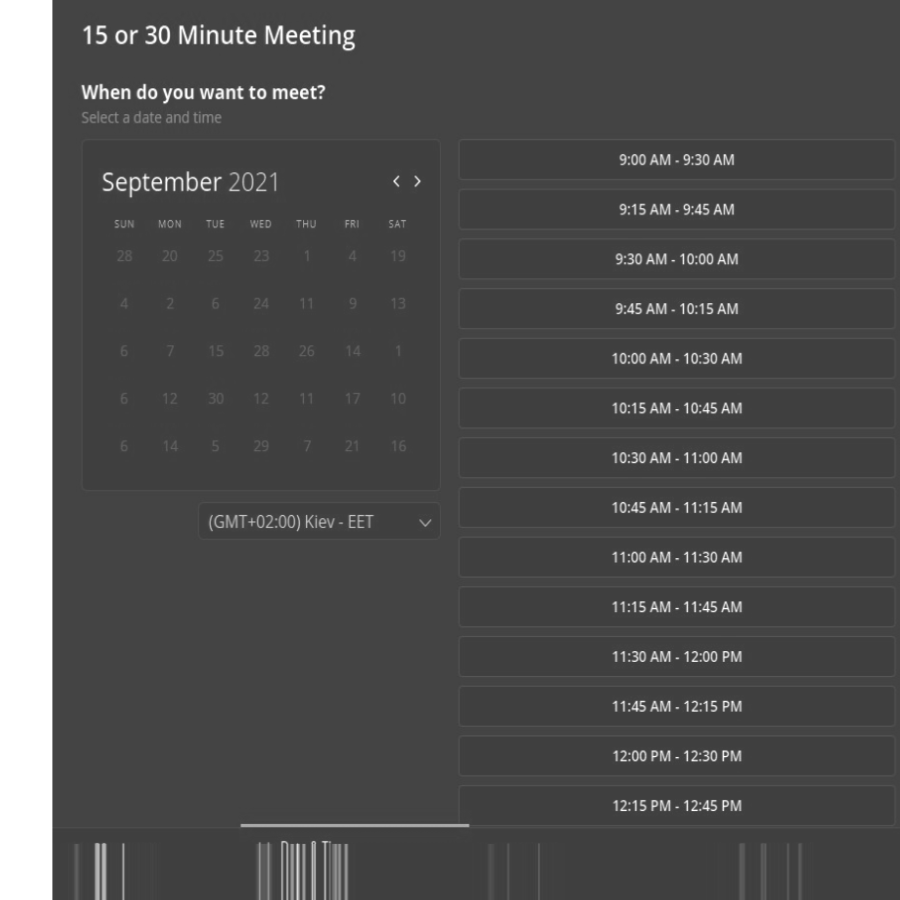 15 or 30 Minute Meeting
When do you want to meet?
Select a date and time
September 2021
SUN MON TUE WED THU FRI SAT
28 20 25 23 1 4 19
4 2 6 24 11 9 13
6 7 15 28 26 14 1
6 12 30 12 11 17 10
6 14 5 29 7 21 16
(GMT+02:00) Kiev - EET
9:00 AM - 9:30 AM
9:15 AM - 9:45 AM
9:30 AM - 10:00 AM
9:45 AM - 10:15 AM
10:00 AM - 10:30 AM
10:15 AM - 10:45 AM
10:30 AM - 11:00 AM
10:45 AM - 11:15 AM
11:00 AM - 11:30 AM
11:15 AM - 11:45 AM
11:30 AM - 12:00 PM
11:45 AM - 12:15 PM
12:00 PM - 12:30 PM
12:15 PM - 12:45 PM